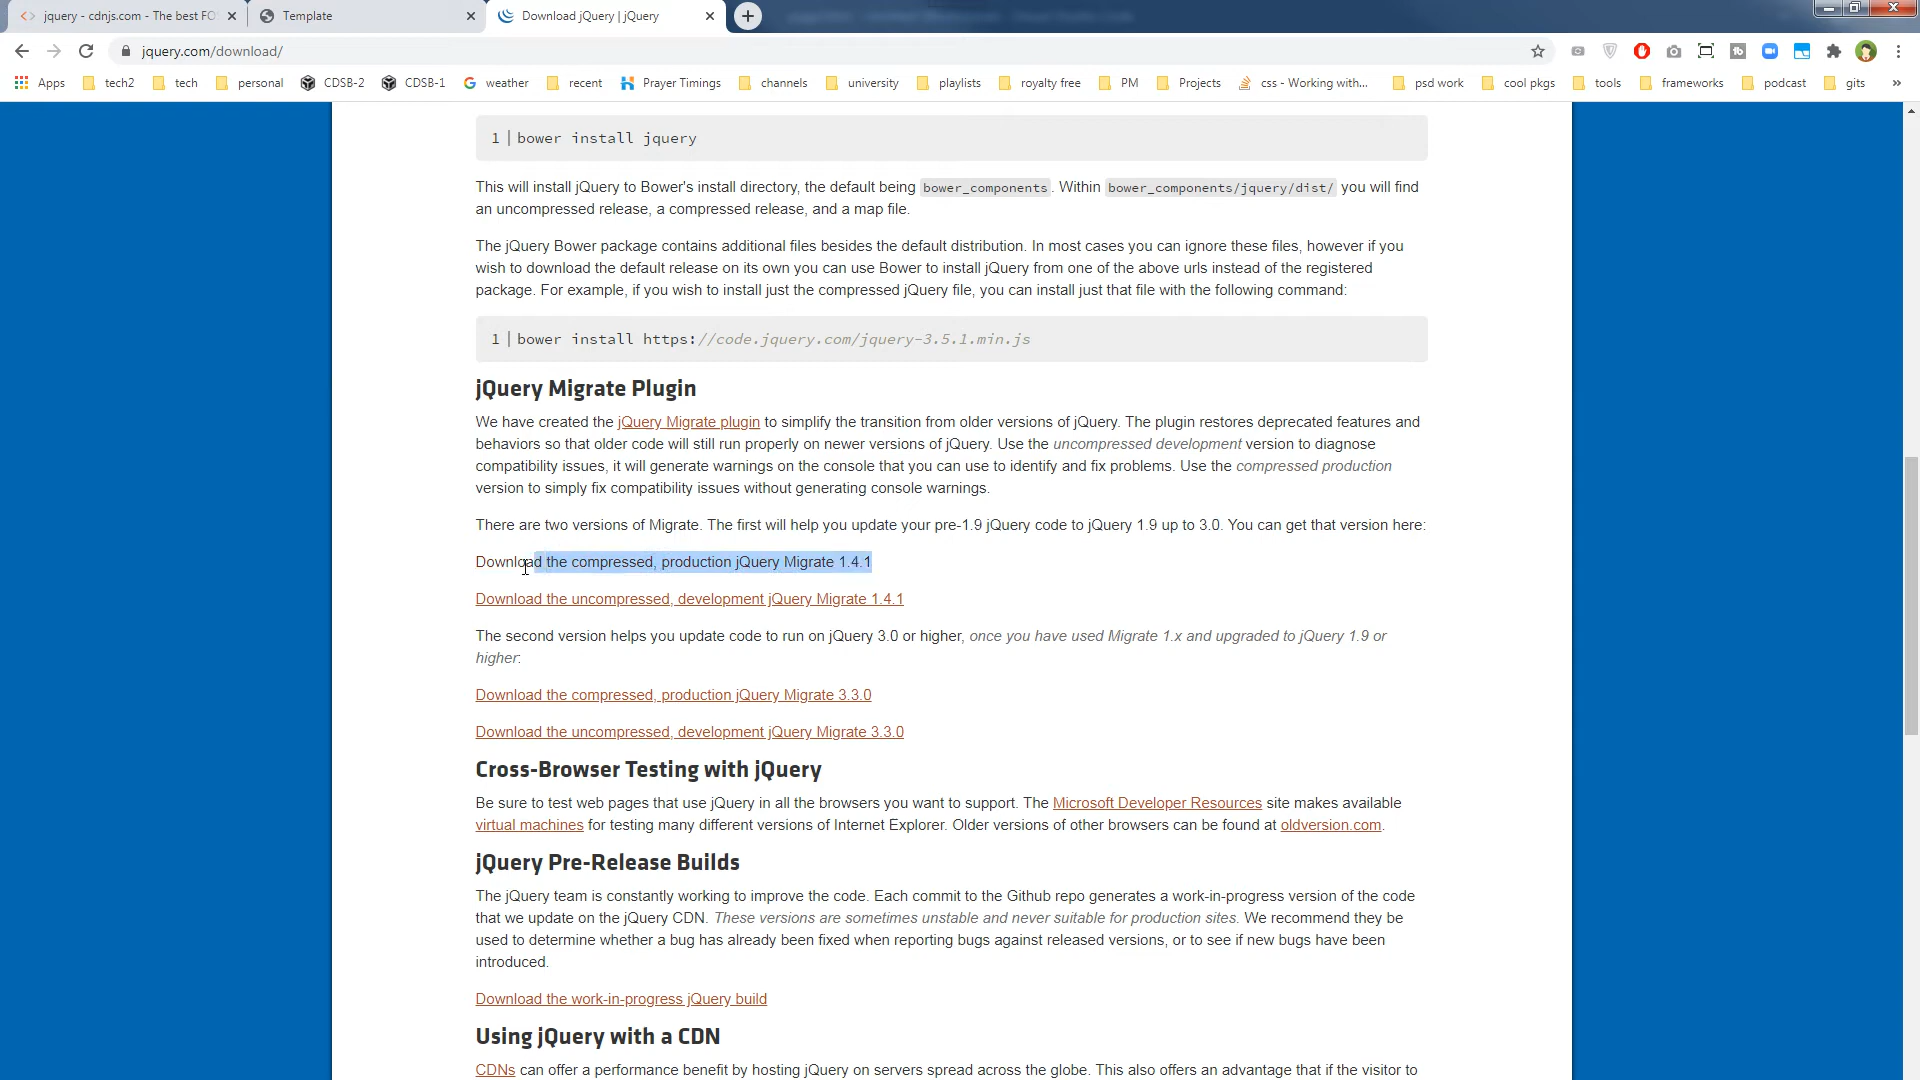 jquery - cdnjs.com - The best FO
Template
Download jQuery | jQuery
jquery.com/download/
Apps tech2 tech personal CDSB-2 CDSB-1 weather recent Prayer Timings channels university playlists royalty free PM Projects css - Working with... psd work cool pkgs tools frameworks podcast gits »
1 bower install jquery
This will install jQuery to Bower's install directory, the default being bower_components. Within bower_components/jquery/dist/ you will find
an uncompressed release, a compressed release, and a map file.
The jQuery Bower package contains additional files besides the default distribution. In most cases you can ignore these files, however if you
wish to download the default release on its own you can use Bower to install jQuery from one of the above urls instead of the registered
package. For example, if you wish to install just the compressed jQuery file, you can install just that file with the following command:
1 bower install https://code.jquery.com/jquery-3.5.1.min.js
jQuery Migrate Plugin
We have created the jQuery Migrate plugin to simplify the transition from older versions of jQuery. The plugin restores deprecated features and
behaviors so that older code will still run properly on newer versions of jQuery. Use the uncompressed development version to diagnose
compatibility issues, it will generate warnings on the console that you can use to identify and fix problems. Use the compressed production
version to simply fix compatibility issues without generating console warnings.
There are two versions of Migrate. The first will help you update your pre-1.9 jQuery code to jQuery 1.9 up to 3.0. You can get that version here:
Download the compressed, production jQuery Migrate 1.4.1
Download the uncompressed, development jQuery Migrate 1.4.1
The second version helps you update code to run on jQuery 3.0 or higher, once you have used Migrate 1.x and upgraded to jQuery 1.9 or
higher:
Download the compressed, production jQuery Migrate 3.3.0
Download the uncompressed, development jQuery Migrate 3.3.0
Cross-Browser Testing with jQuery
Be sure to test web pages that use jQuery in all the browsers you want to support. The Microsoft Developer Resources site makes available
virtual machines for testing many different versions of Internet Explorer. Older versions of other browsers can be found at oldversion.com.
jQuery Pre-Release Builds
The jQuery team is constantly working to improve the code. Each commit to the Github repo generates a work-in-progress version of the code
that we update on the jQuery CDN. These versions are sometimes unstable and never suitable for production sites. We recommend they be
used to determine whether a bug has already been fixed when reporting bugs against released versions, or to see if new bugs have been
introduced.
Download the work-in-progress jQuery build
Using jQuery with a CDN
CDNs can offer a performance benefit by hosting jQuery on servers spread across the globe. This also offers an advantage that if the visitor to